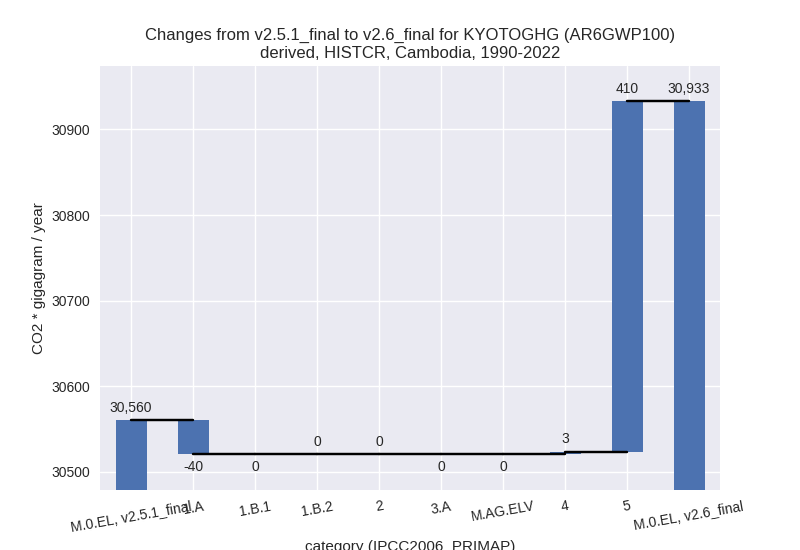 Changes from v2.5.1_final to v2.6_final for KYOTOGHG (AR6GWP100)
derived, HISTCR, Cambodia, 1990-2022
CO2 * gigagram / year
30900
30800
30700
30600
30500
30,560
-40
0
0
0
0
0
3
410
30,933
M.0.EL, v2.5.1_final
1.A
1.B.1
1.B.2
2
3.A
M.AG.ELV
4
5
M.0.EL, v2.6_final
category (IPCC2006_PRIMAP)